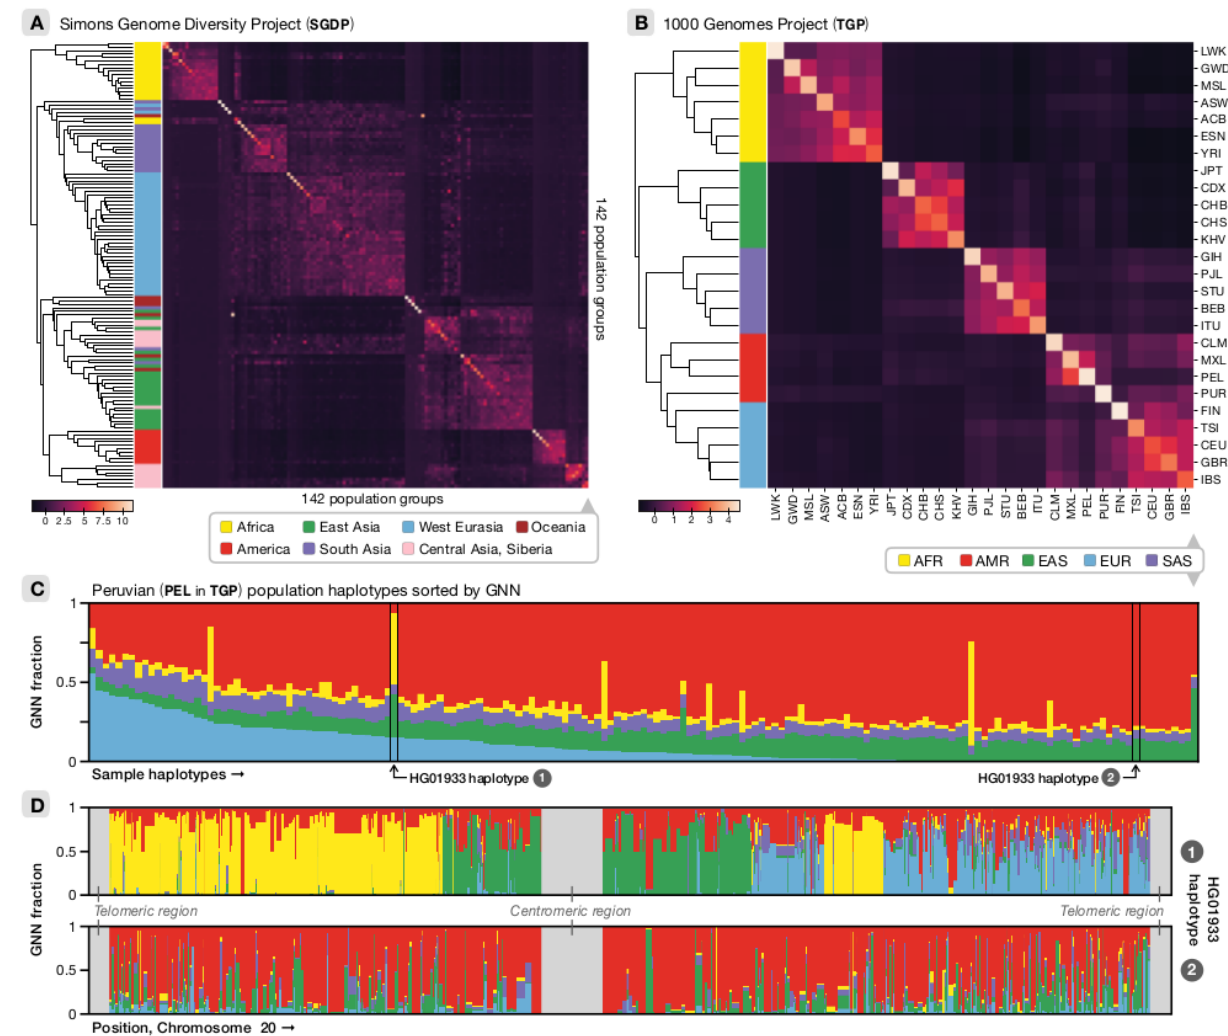 A Simons Genome Diversity Project (SGDP)
142 population groups
142 population groups
0 2.5 5.0 7.5 10.0
Africa East Asia West Eurasia Oceania
America South Asia Central Asia, Siberia
B 1000 Genomes Project (TGP)
LWK
GWD
MSL
ASW
ACB
ESN
YRI
JPT
CDX
CHB
CHS
KHV
GIH
PJL
STU
BEB
ITU
CLM
MXL
PEL
PUR
FIN
TSI
CEU
GBR
IBS
LWK GWD MSL ASW ACB ESN YRI JPT CDX CHB CHS KHV GIH PJL STU BEB ITU CLM MXL PEL PUR FIN TSI CEU GBR IBS
0 1 2 3 4
AFR AMR EAS EUR SAS
C Peruvian (PEL in TGP) population haplotypes sorted by GNN
GNN fraction
1
0.5
0
Sample haplotypes →
HG01933 haplotype 1
HG01933 haplotype 2
D
GNN fraction
1
0.5
0
Telomeric region Centromeric region Telomeric region
1
0.5
0
1
HG01933
haplotype
2
Position, Chromosome 20 →